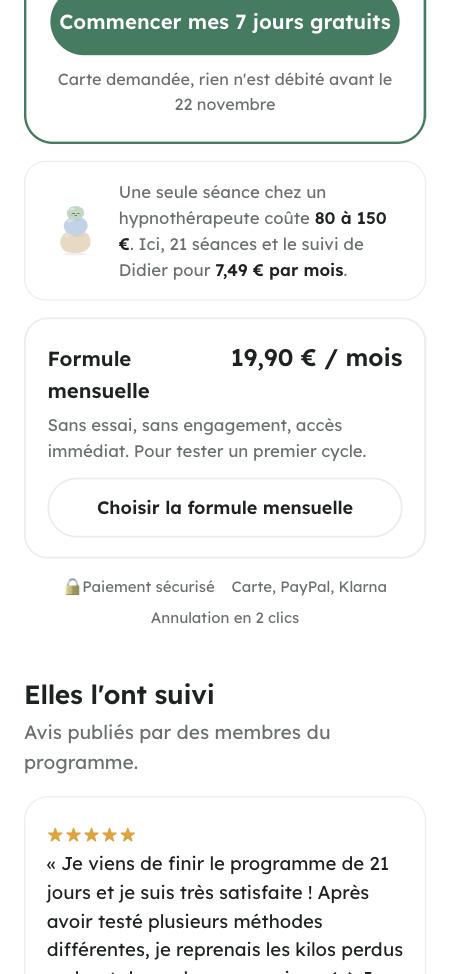 Commencer mes 7 jours gratuits
Carte demandée, rien n'est débité avant le
22 novembre
Une seule séance chez un
hypnothérapeute coûte 80 à 150
€. Ici, 21 séances et le suivi de
Didier pour 7,49 € par mois.
Formule
mensuelle
19,90 € / mois
Sans essai, sans engagement, accès
immédiat. Pour tester un premier cycle.
Choisir la formule mensuelle
Paiement sécurisé Carte, PayPal, Klarna
Annulation en 2 clics
Elles l'ont suivi
Avis publiés par des membres du
programme.
« Je viens de finir le programme de 21
jours et je suis très satisfaite ! Après
avoir testé plusieurs méthodes
différentes, je reprenais les kilos perdus